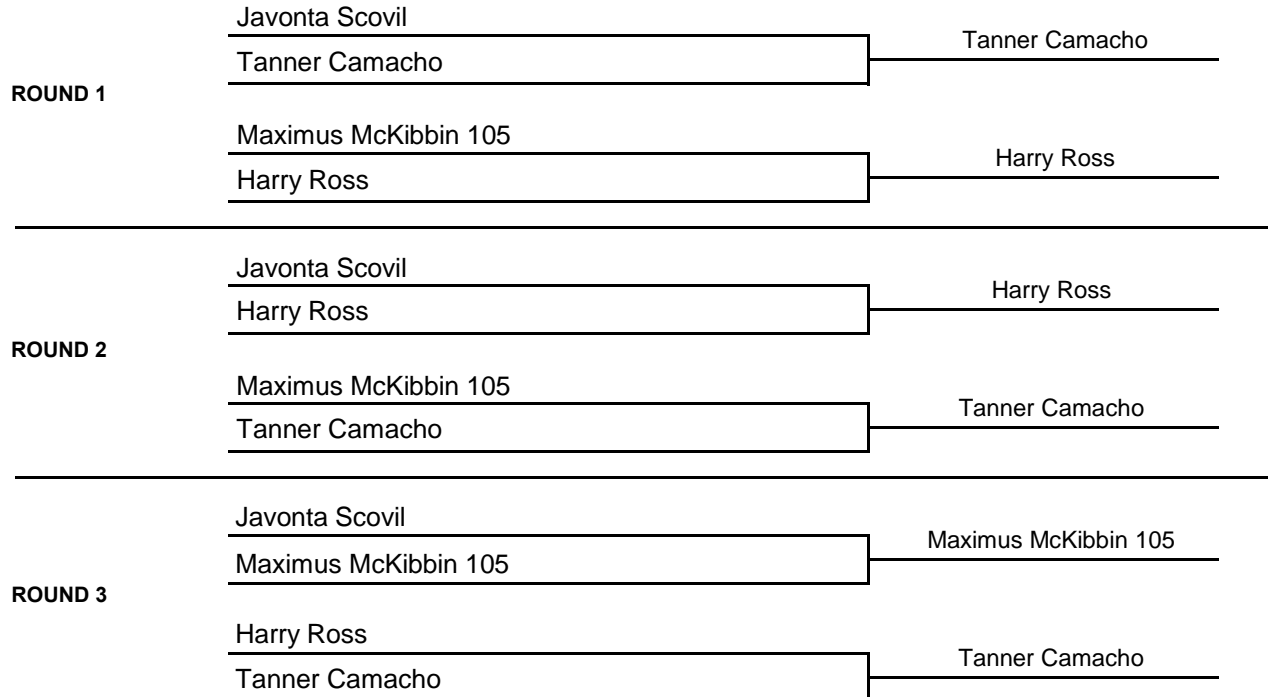 Javonta Scovil
Tanner Camacho
Tanner Camacho
ROUND 1
Maximus McKibbin 105
Harry Ross
Harry Ross
Javonta Scovil
Harry Ross
Harry Ross
ROUND 2
Maximus McKibbin 105
Tanner Camacho
Tanner Camacho
Javonta Scovil
Maximus McKibbin 105
Maximus McKibbin 105
ROUND 3
Harry Ross
Tanner Camacho
Tanner Camacho